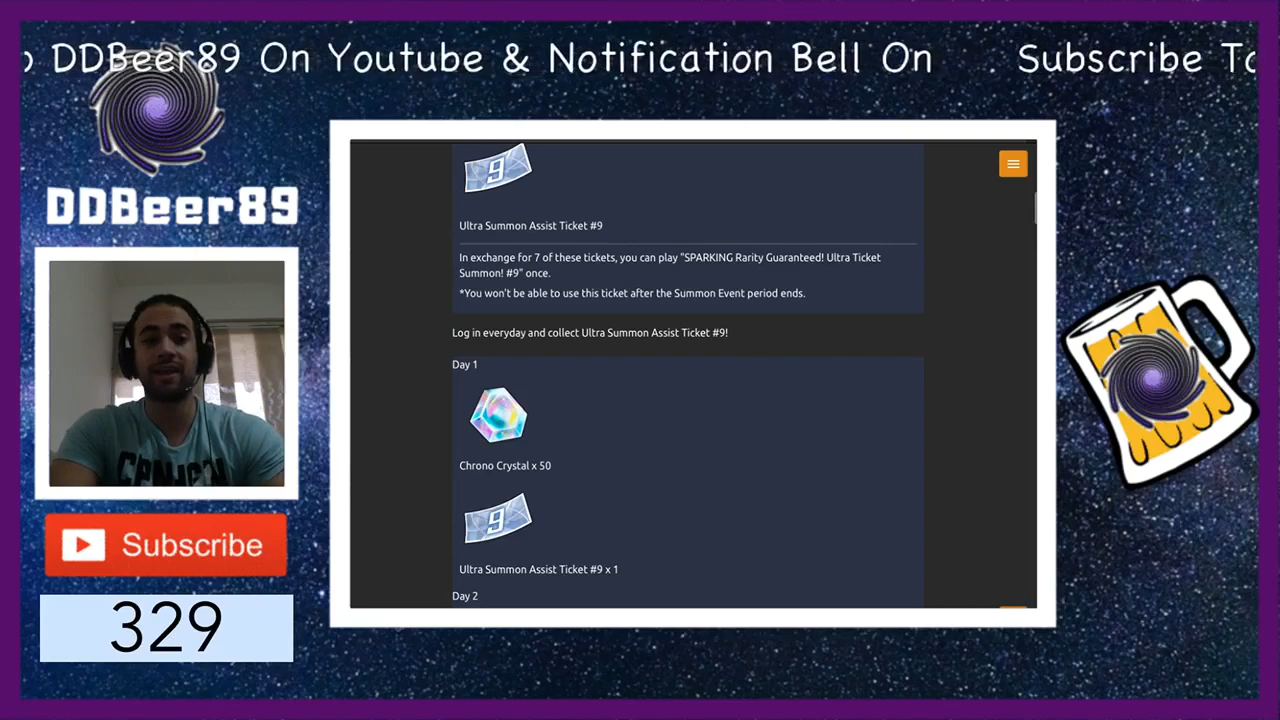 DDBeer89 On Youtube & Notification Bell On Subscribe
DDBeer89
9
Ultra Summon Assist Ticket #9
In exchange for 7 of these tickets, you can play "SPARKING Rarity Guaranteed! Ultra Ticket
Summon! #9" once.
*You won't be able to use this ticket after the Summon Event period ends.
Log in everyday and collect Ultra Summon Assist Ticket #9!
Day 1
Chrono Crystal x 50
9
Ultra Summon Assist Ticket #9 x 1
Day 2
Subscribe
329